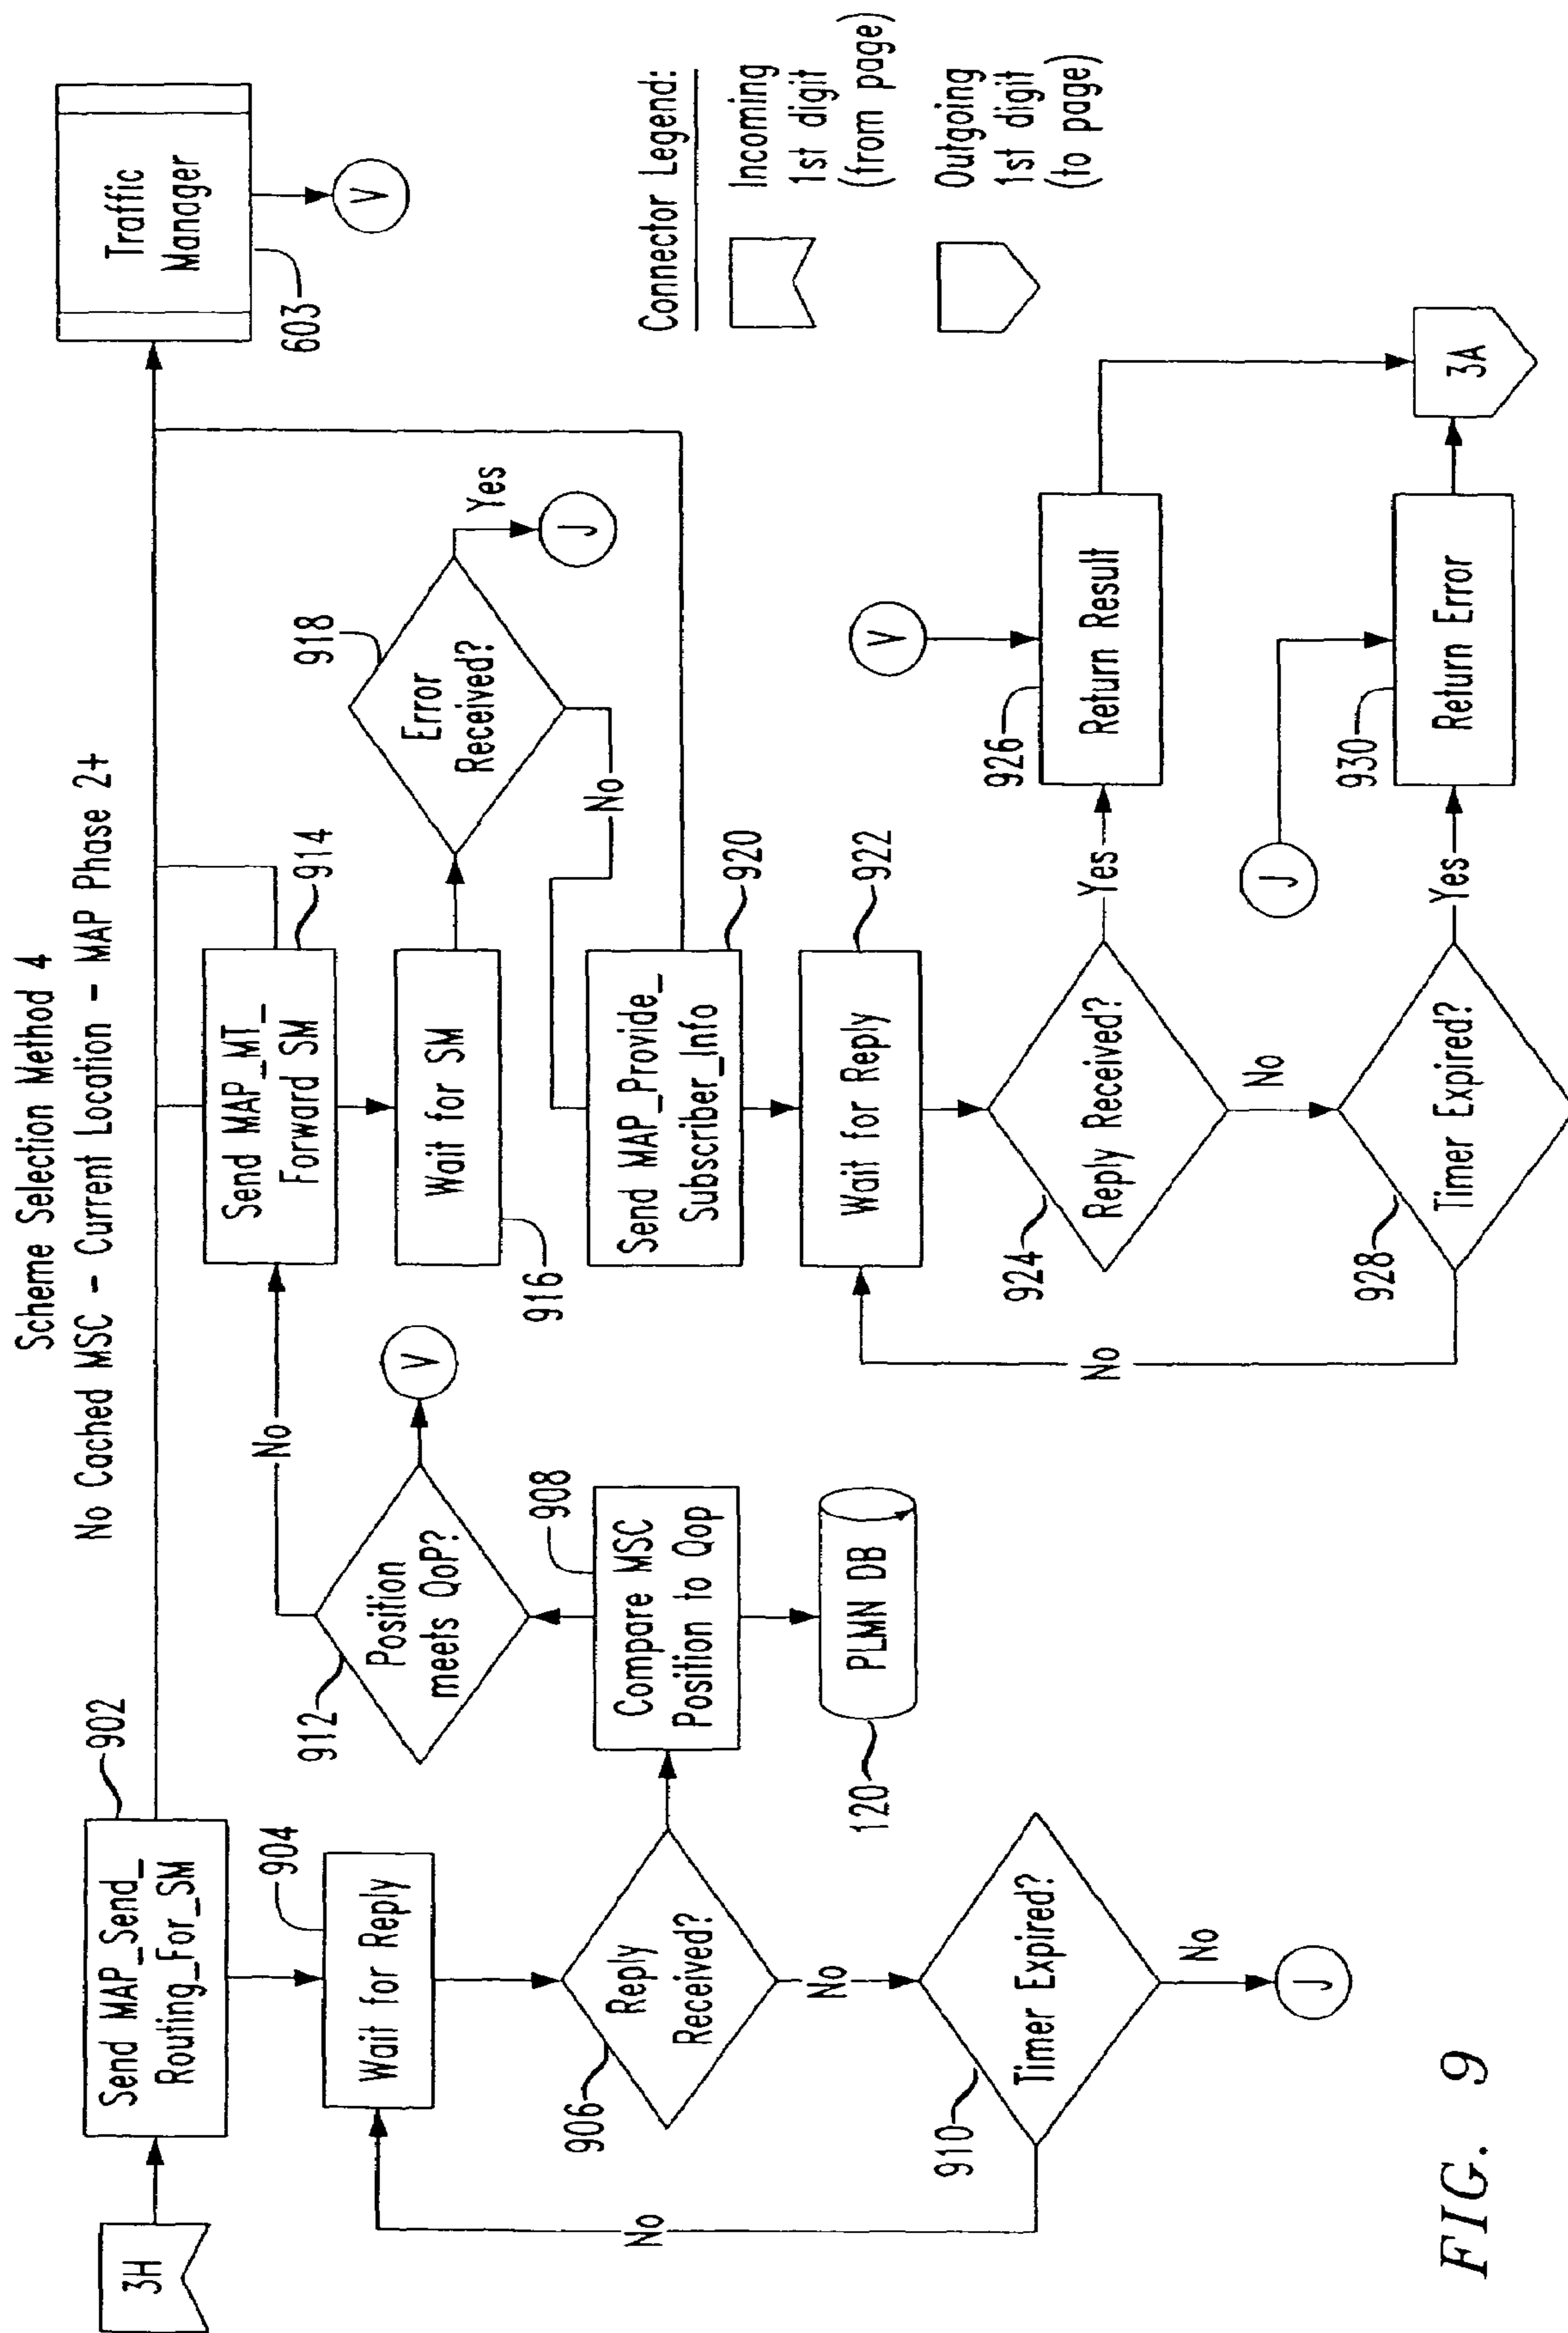 Scheme Selection Method 4
No Cached MSC - Current Location - MAP Phase 2+
3H
Send MAP_Send_
Routing_For_SM
902
Wait for Reply
904
Reply
Received?
906
No
Timer Expired?
910
No
No
J
Compare MSC
Position to Qop
908
PLMN DB
120
Position
meets QoP?
912
V
No
Send MAP_MT_
Forward SM
914
Wait for SM
916
Error
Received?
918
Yes
J
No
Send MAP_Provide_
Subscriber_Info
920
Wait for Reply
922
Reply Received?
924
Yes
No
Timer Expired?
928
No
Yes
V
Return Result
926
J
Return Error
930
3A
Traffic
Manager
603
V
Connector Legend:
Incoming
1st digit
(from page)
Outgoing
1st digit
(to page)
FIG. 9